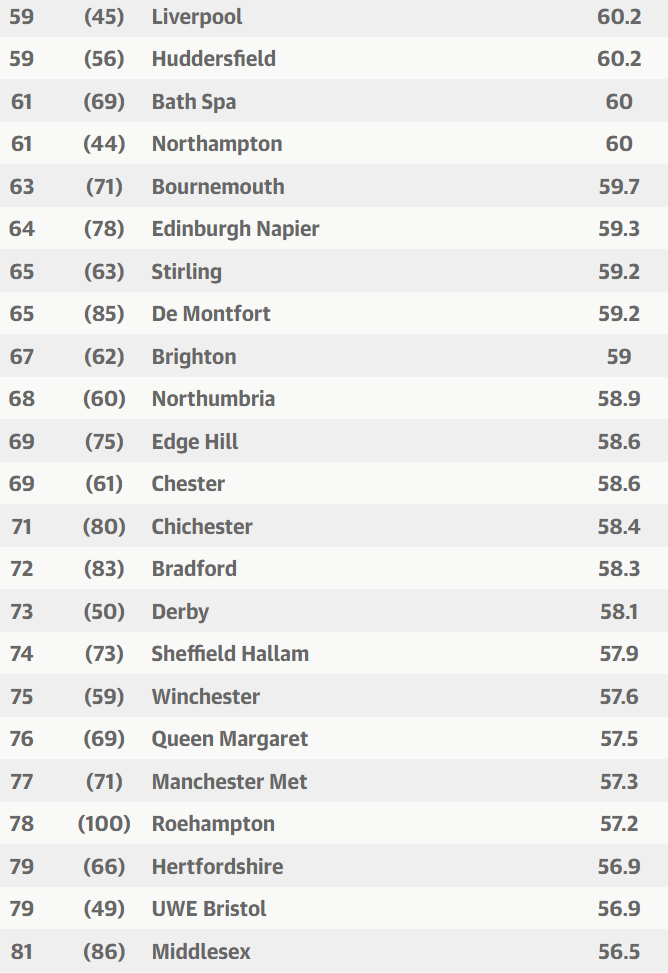 59 (45) Liverpool 60.2
59 (56) Huddersfield 60.2
61 (69) Bath Spa 60
61 (44) Northampton 60
63 (71) Bournemouth 59.7
64 (78) Edinburgh Napier 59.3
65 (63) Stirling 59.2
65 (85) De Montfort 59.2
67 (62) Brighton 59
68 (60) Northumbria 58.9
69 (75) Edge Hill 58.6
69 (61) Chester 58.6
71 (80) Chichester 58.4
72 (83) Bradford 58.3
73 (50) Derby 58.1
74 (73) Sheffield Hallam 57.9
75 (59) Winchester 57.6
76 (69) Queen Margaret 57.5
77 (71) Manchester Met 57.3
78 (100) Roehampton 57.2
79 (66) Hertfordshire 56.9
79 (49) UWE Bristol 56.9
81 (86) Middlesex 56.5